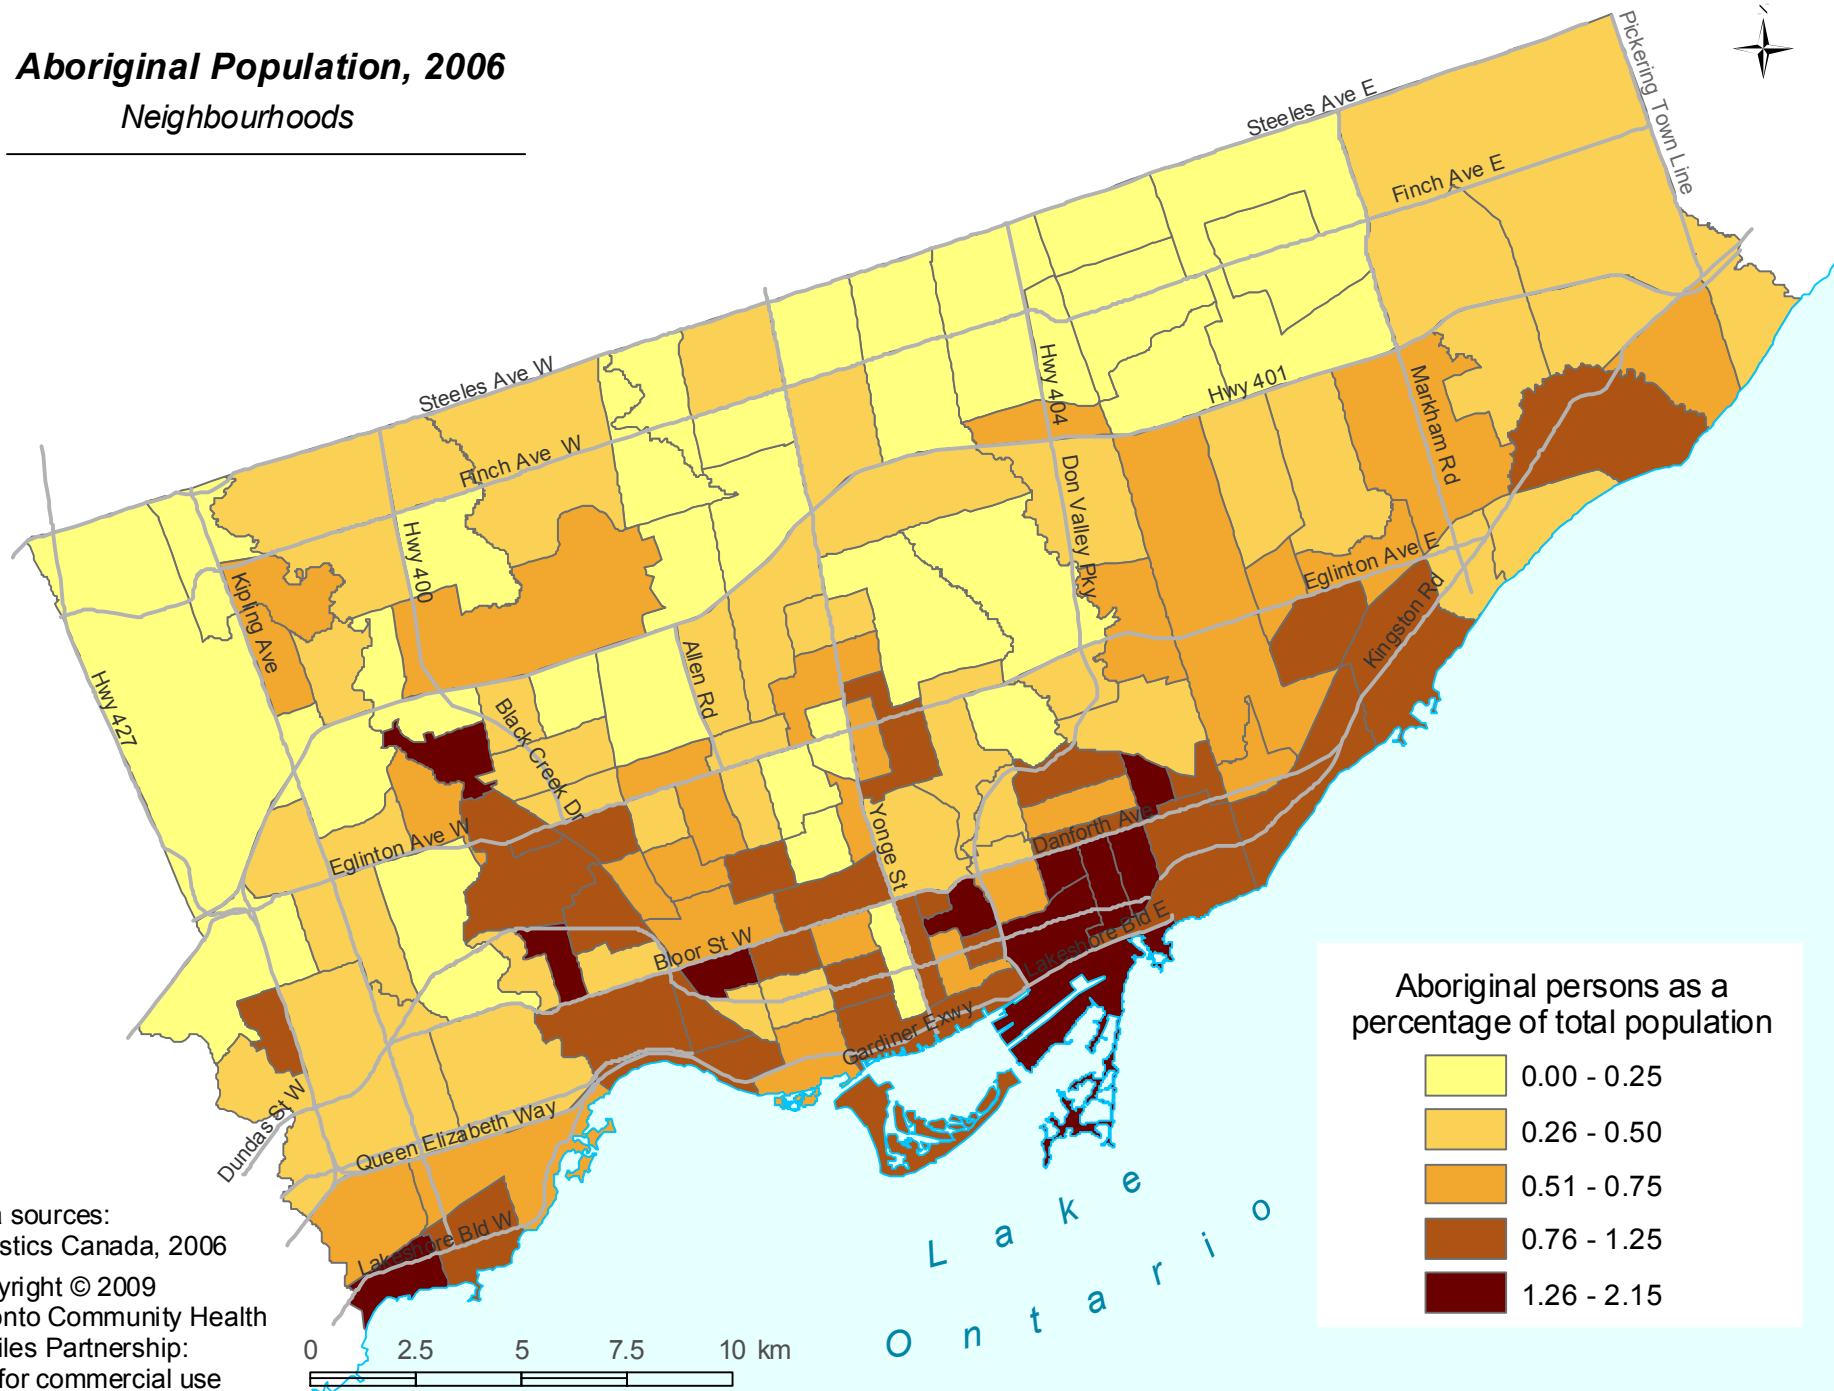 Aboriginal Population, 2006
Neighbourhoods
N
Pickering Town Line
Steeles Ave E
Finch Ave E
Steeles Ave W
Finch Ave W
Hwy 404
Hwy 401
Markham Rd
Don Valley Pky
Hwy 400
Kipling Ave
Eglinton Ave E
Kingston Rd
Hwy 427
Allen Rd
Black Creek Dr
Eglinton Ave W
Yonge St
Danforth Ave
Bloor St W
Lakeshore Bld E
Gardiner Exwy
Dundas St W
Queen Elizabeth Way
Lakeshore Bld W
Lake
Ontario
Aboriginal persons as a
percentage of total population
0.00 - 0.25
0.26 - 0.50
0.51 - 0.75
0.76 - 1.25
1.26 - 2.15
a sources:
stics Canada, 2006
yright © 2009
onto Community Health
iles Partnership:
for commercial use
0 2.5 5 7.5 10 km